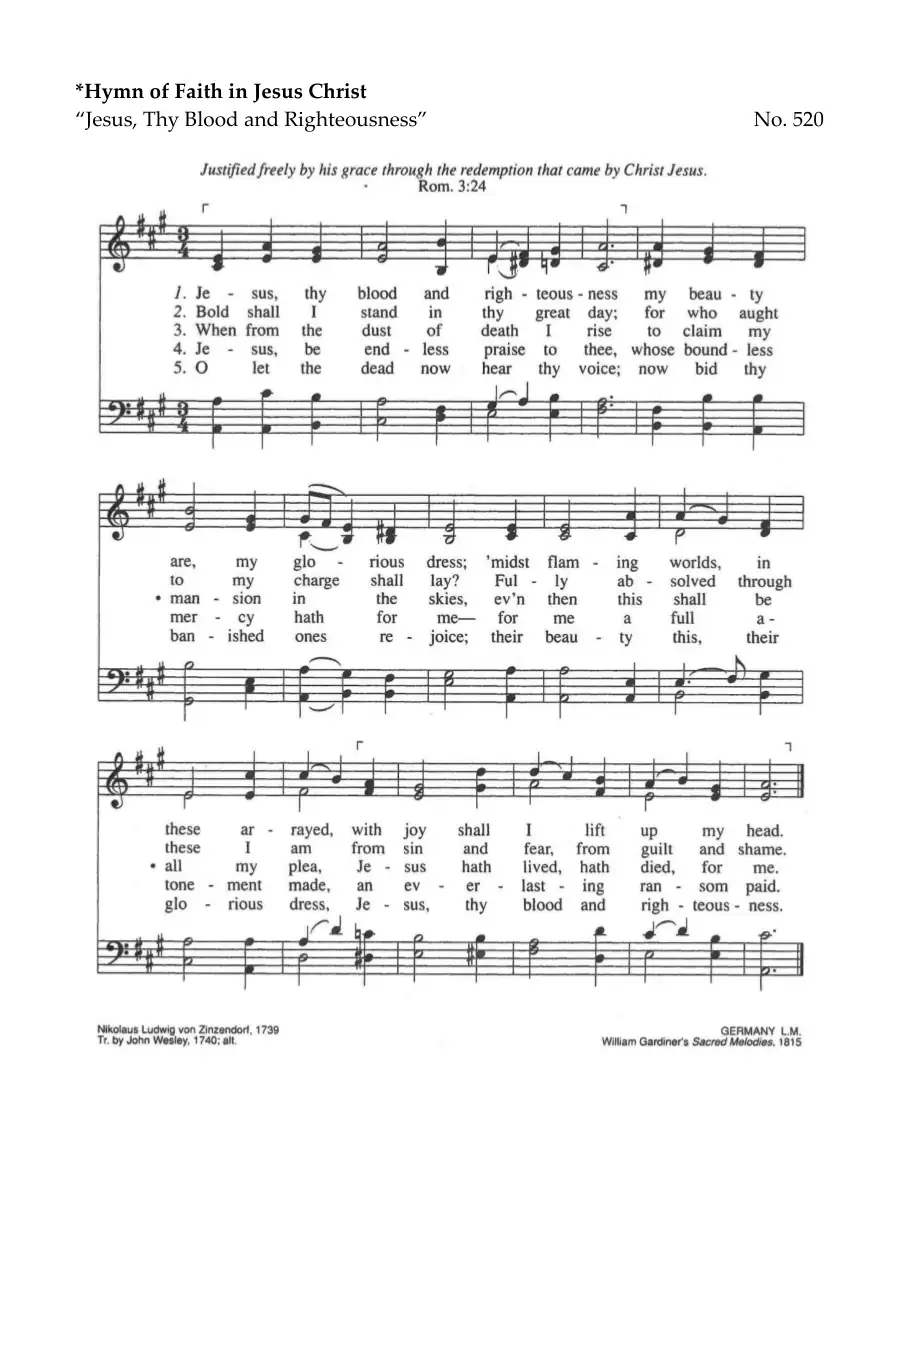 *Hymn of Faith in Jesus Christ
“Jesus, Thy Blood and Righteousness” No. 520
Justified freely by his grace through the redemption that came by Christ Jesus.
Rom. 3:24
1. Je - sus, thy blood and righ - teous - ness my beau - ty
2. Bold shall I stand in thy great day; for who aught
3. When from the dust of death I rise to claim my
4. Je - sus, be end - less praise to thee, whose bound - less
5. O let the dead now hear thy voice; now bid thy
are, my glo - rious dress; 'midst flam - ing worlds, in
to my charge shall lay? Ful - ly ab - solved through
man - sion in the skies, ev'n then this shall be
mer - cy hath for me— for me a full a -
ban - ished ones re - joice; their beau - ty this, their
these ar - rayed, with joy shall I lift up my head.
these I am from sin and fear, from guilt and shame.
all my plea, Je - sus hath lived, hath died, for me.
tone - ment made, an ev - er - last - ing ran - som paid.
glo - rious dress, Je - sus, thy blood and righ - teous - ness.
Nikolaus Ludwig von Zinzendorf, 1739 GERMANY L.M.
Tr. by John Wesley, 1740; alt. William Gardiner's Sacred Melodies, 1815